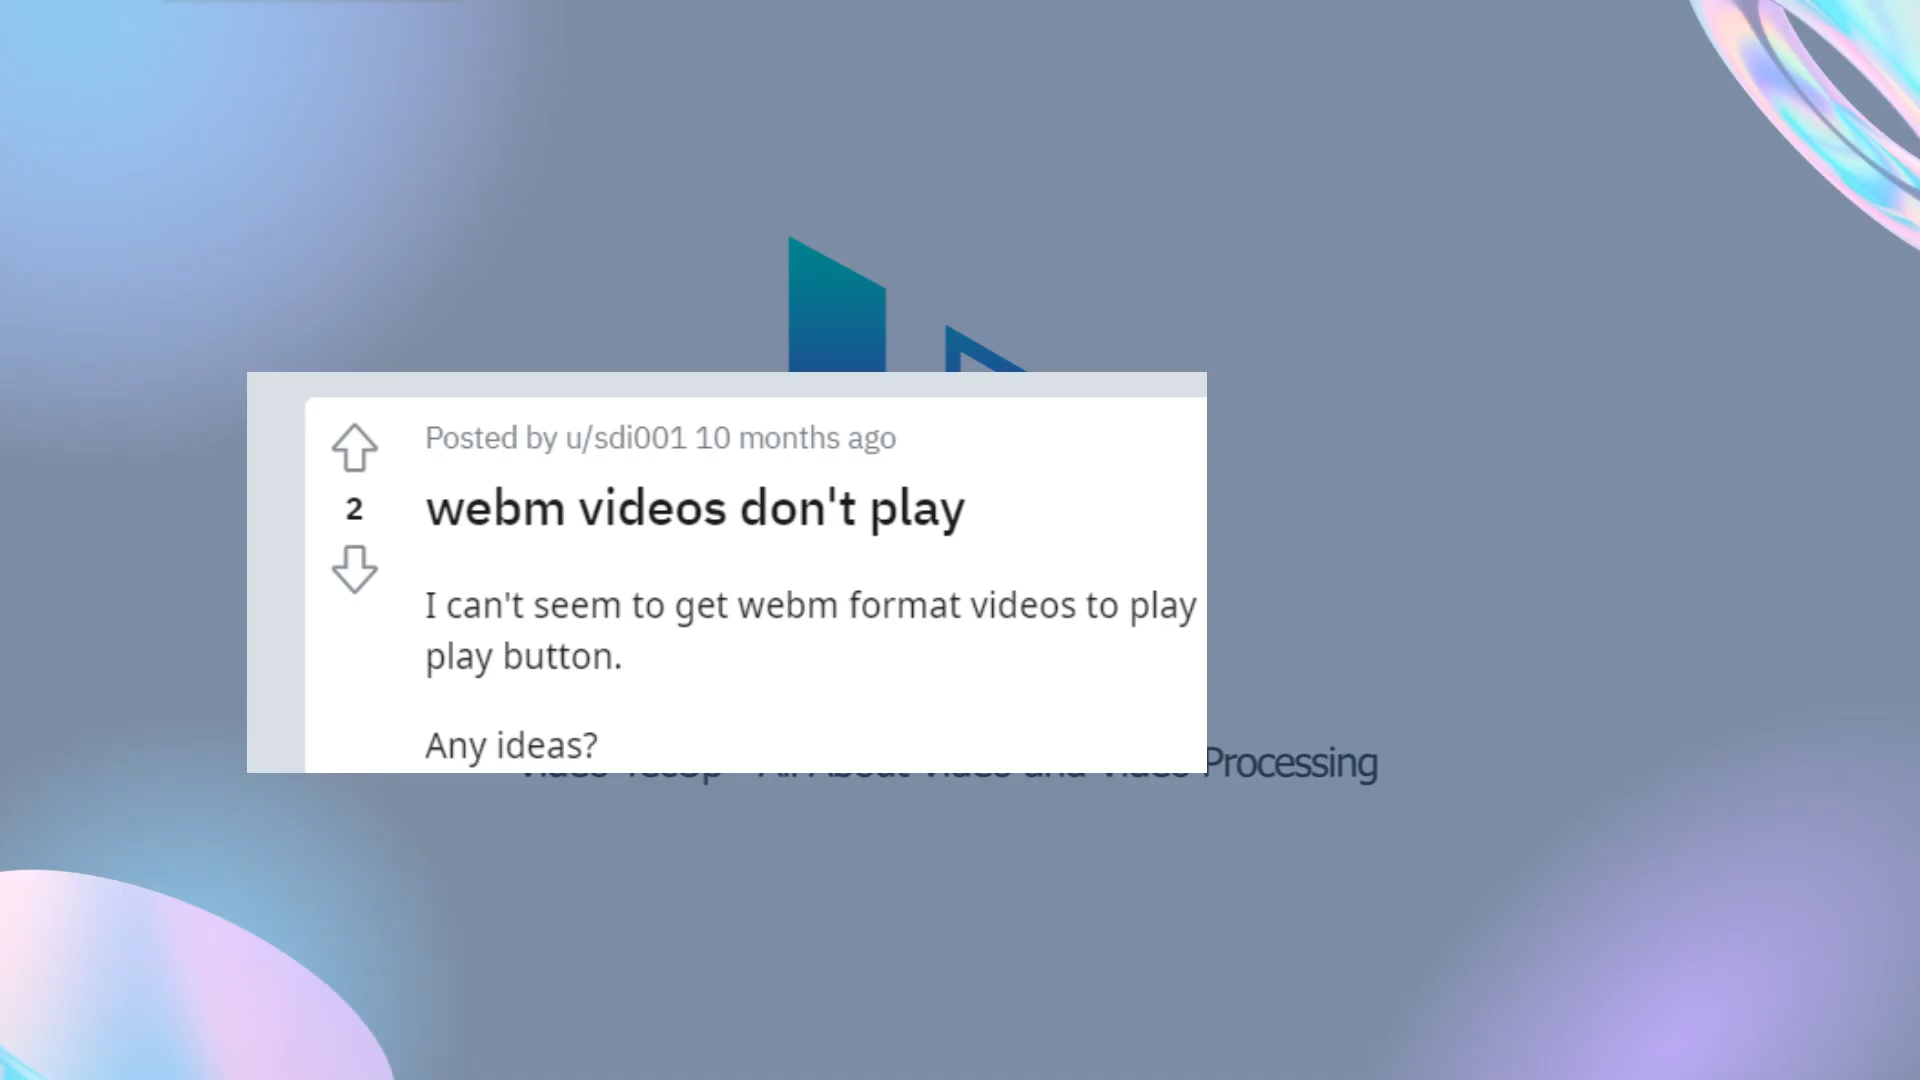 Posted by u/sdi001 10 months ago
2
webm videos don't play
I can't seem to get webm format videos to play
play button.
Any ideas?
Processing